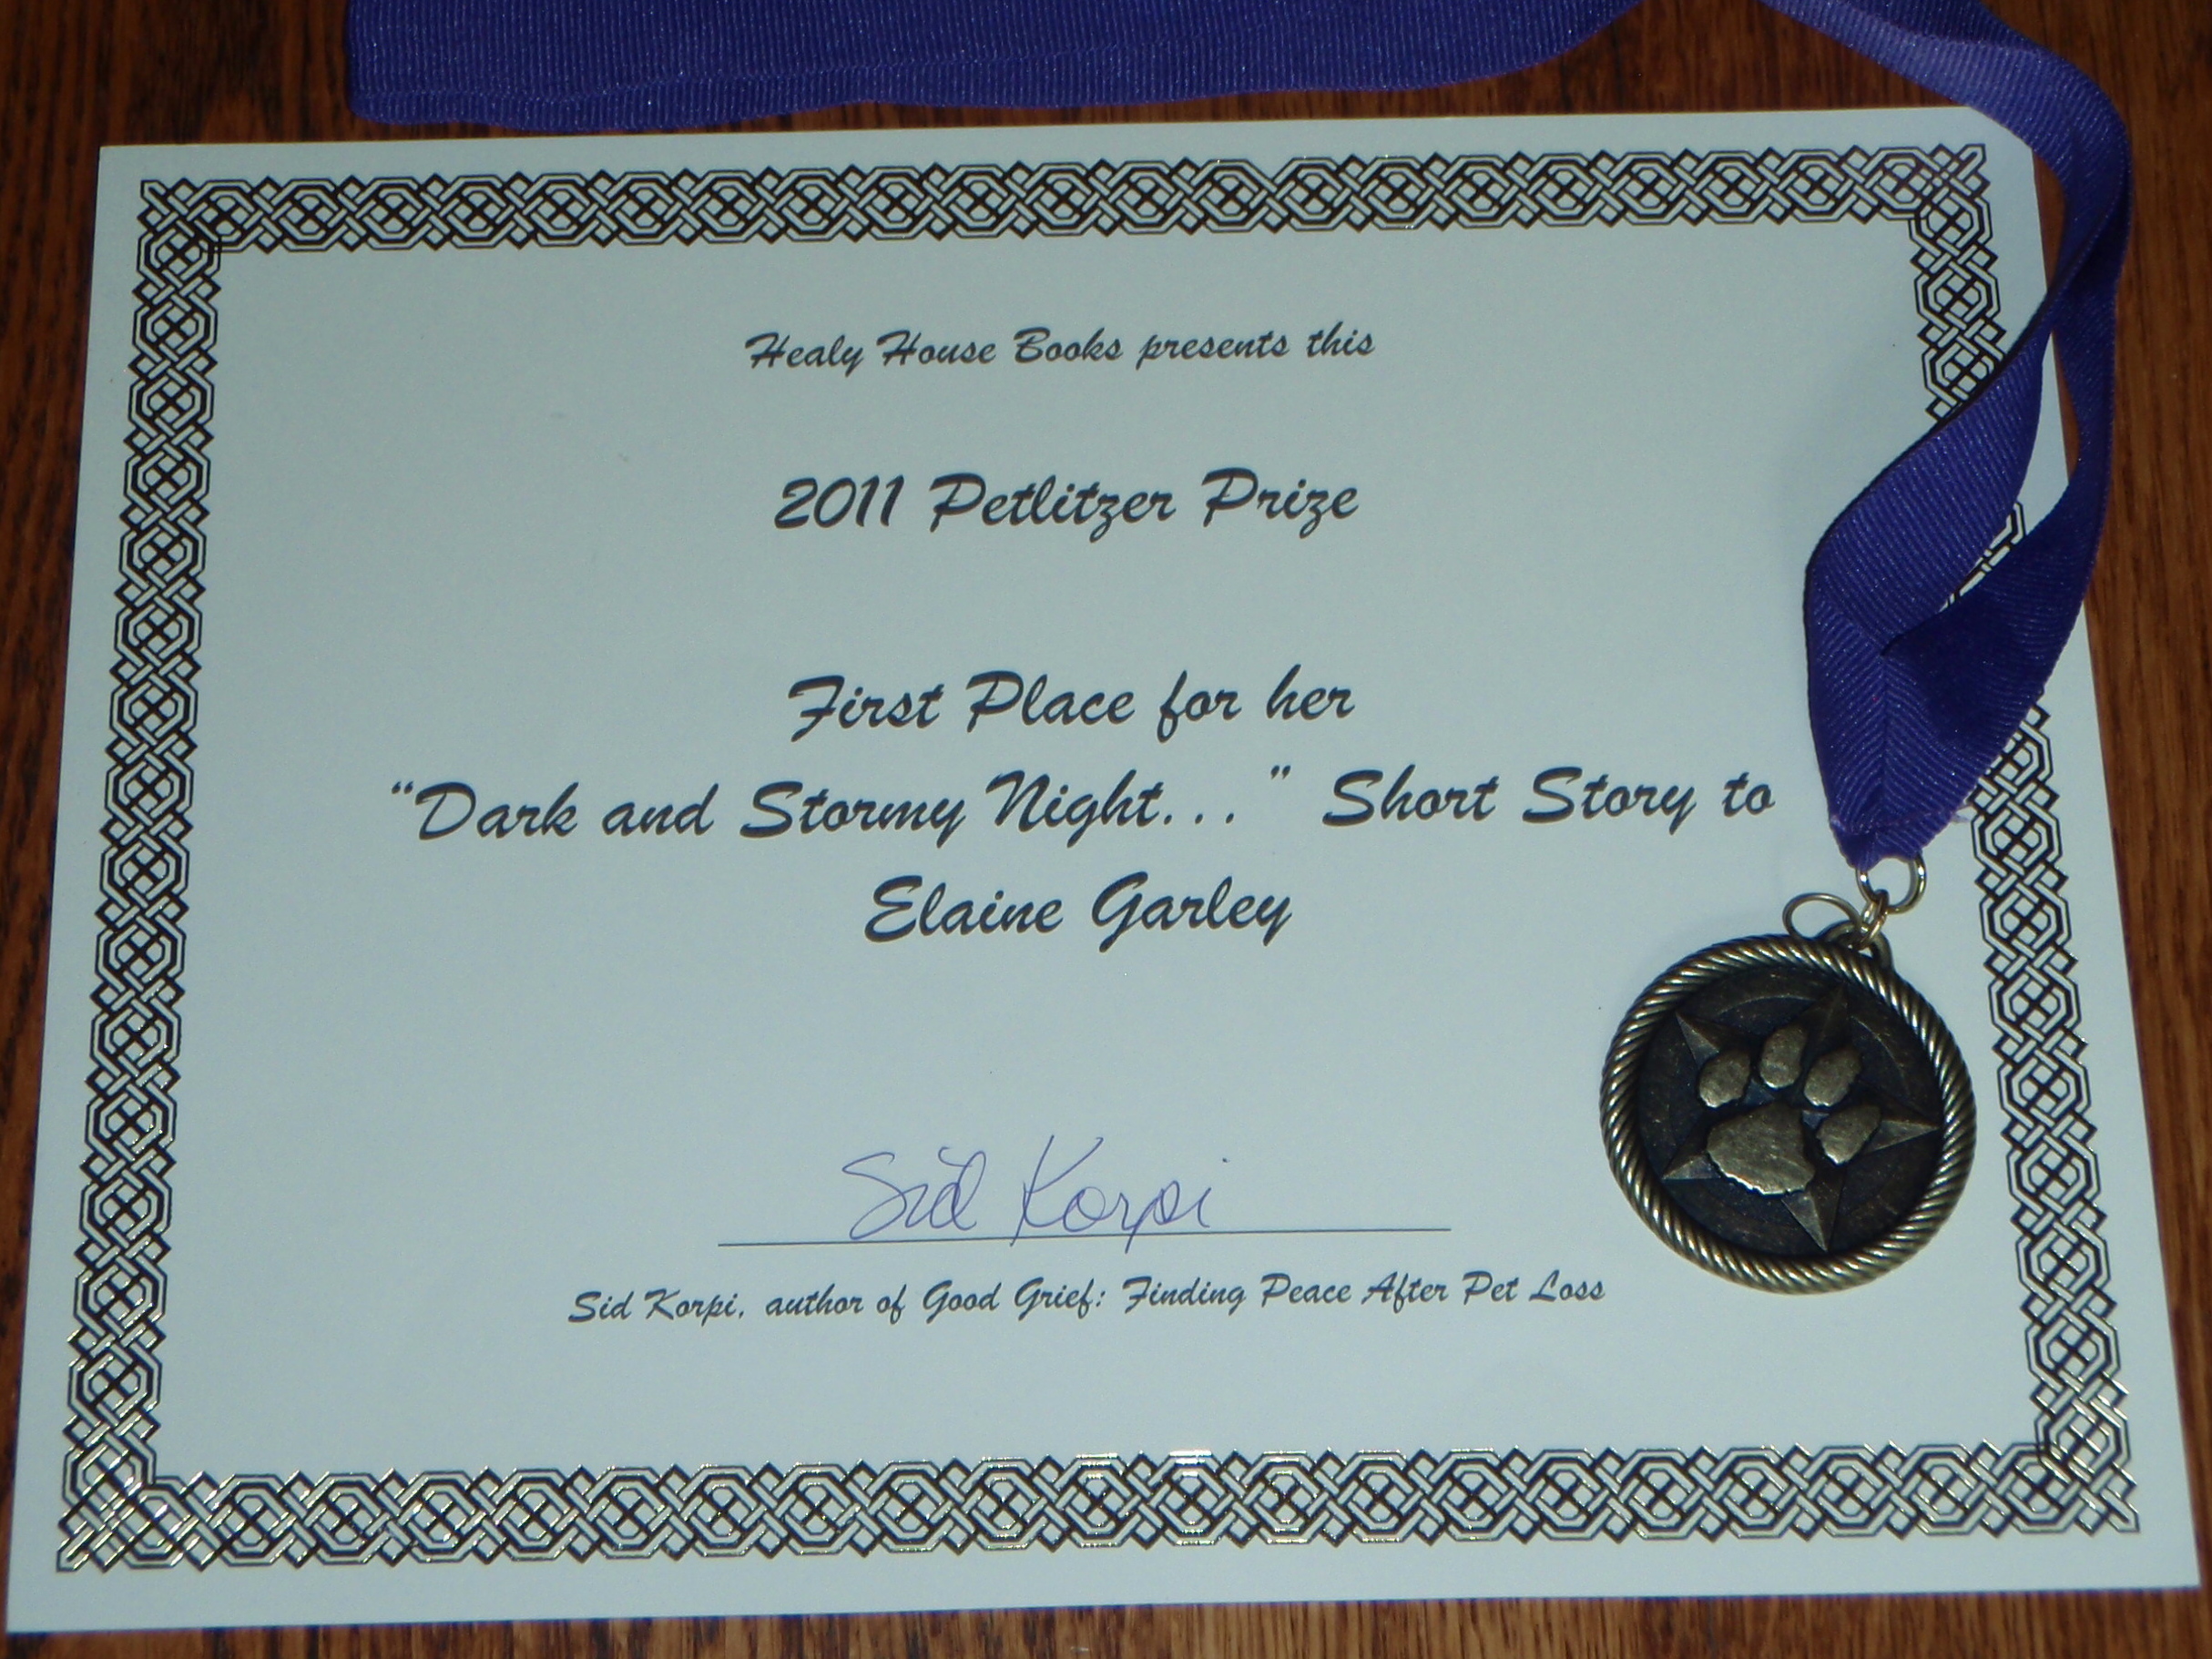 Healy House Books presents this
2011 Petlitzer Prize
First Place for her
"Dark and Stormy Night..." Short Story to
Elaine Garley
Sid Korpi
Sid Korpi, author of Good Grief: Finding Peace After Pet Loss